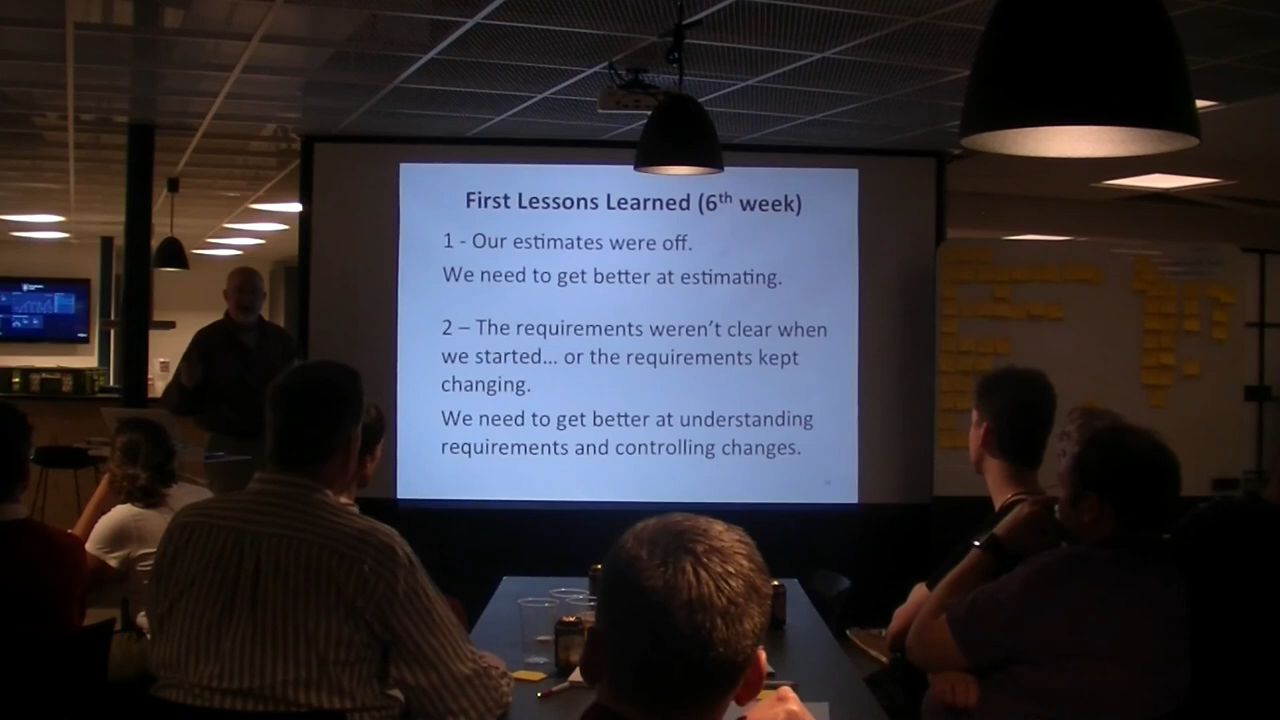 First Lessons Learned (6th week)
1 - Our estimates were off.
We need to get better at estimating.
2 – The requirements weren't clear when
we started... or the requirements kept
changing.
We need to get better at understanding
requirements and controlling changes.